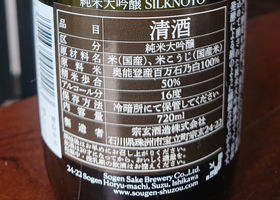 純米大吟醸 SILKNOTO
品目 清酒
区分 純米大吟醸
原材料名 米(国産)、米こうじ(国産米)
原料米 奥能登産百万石乃白100%
精米歩合 50%
アルコール分 16度
保存方法 冷暗所にて保管してください
内容量 720ml
製造者 宗玄酒造株式会社
石川県珠洲市宝立町宗玄24-22
Sogen Sake Brewery Co.,Ltd.
24-22 Sogen Horyu-machi, Suzu, Ishikawa
http://www.sougen-shuzou.com